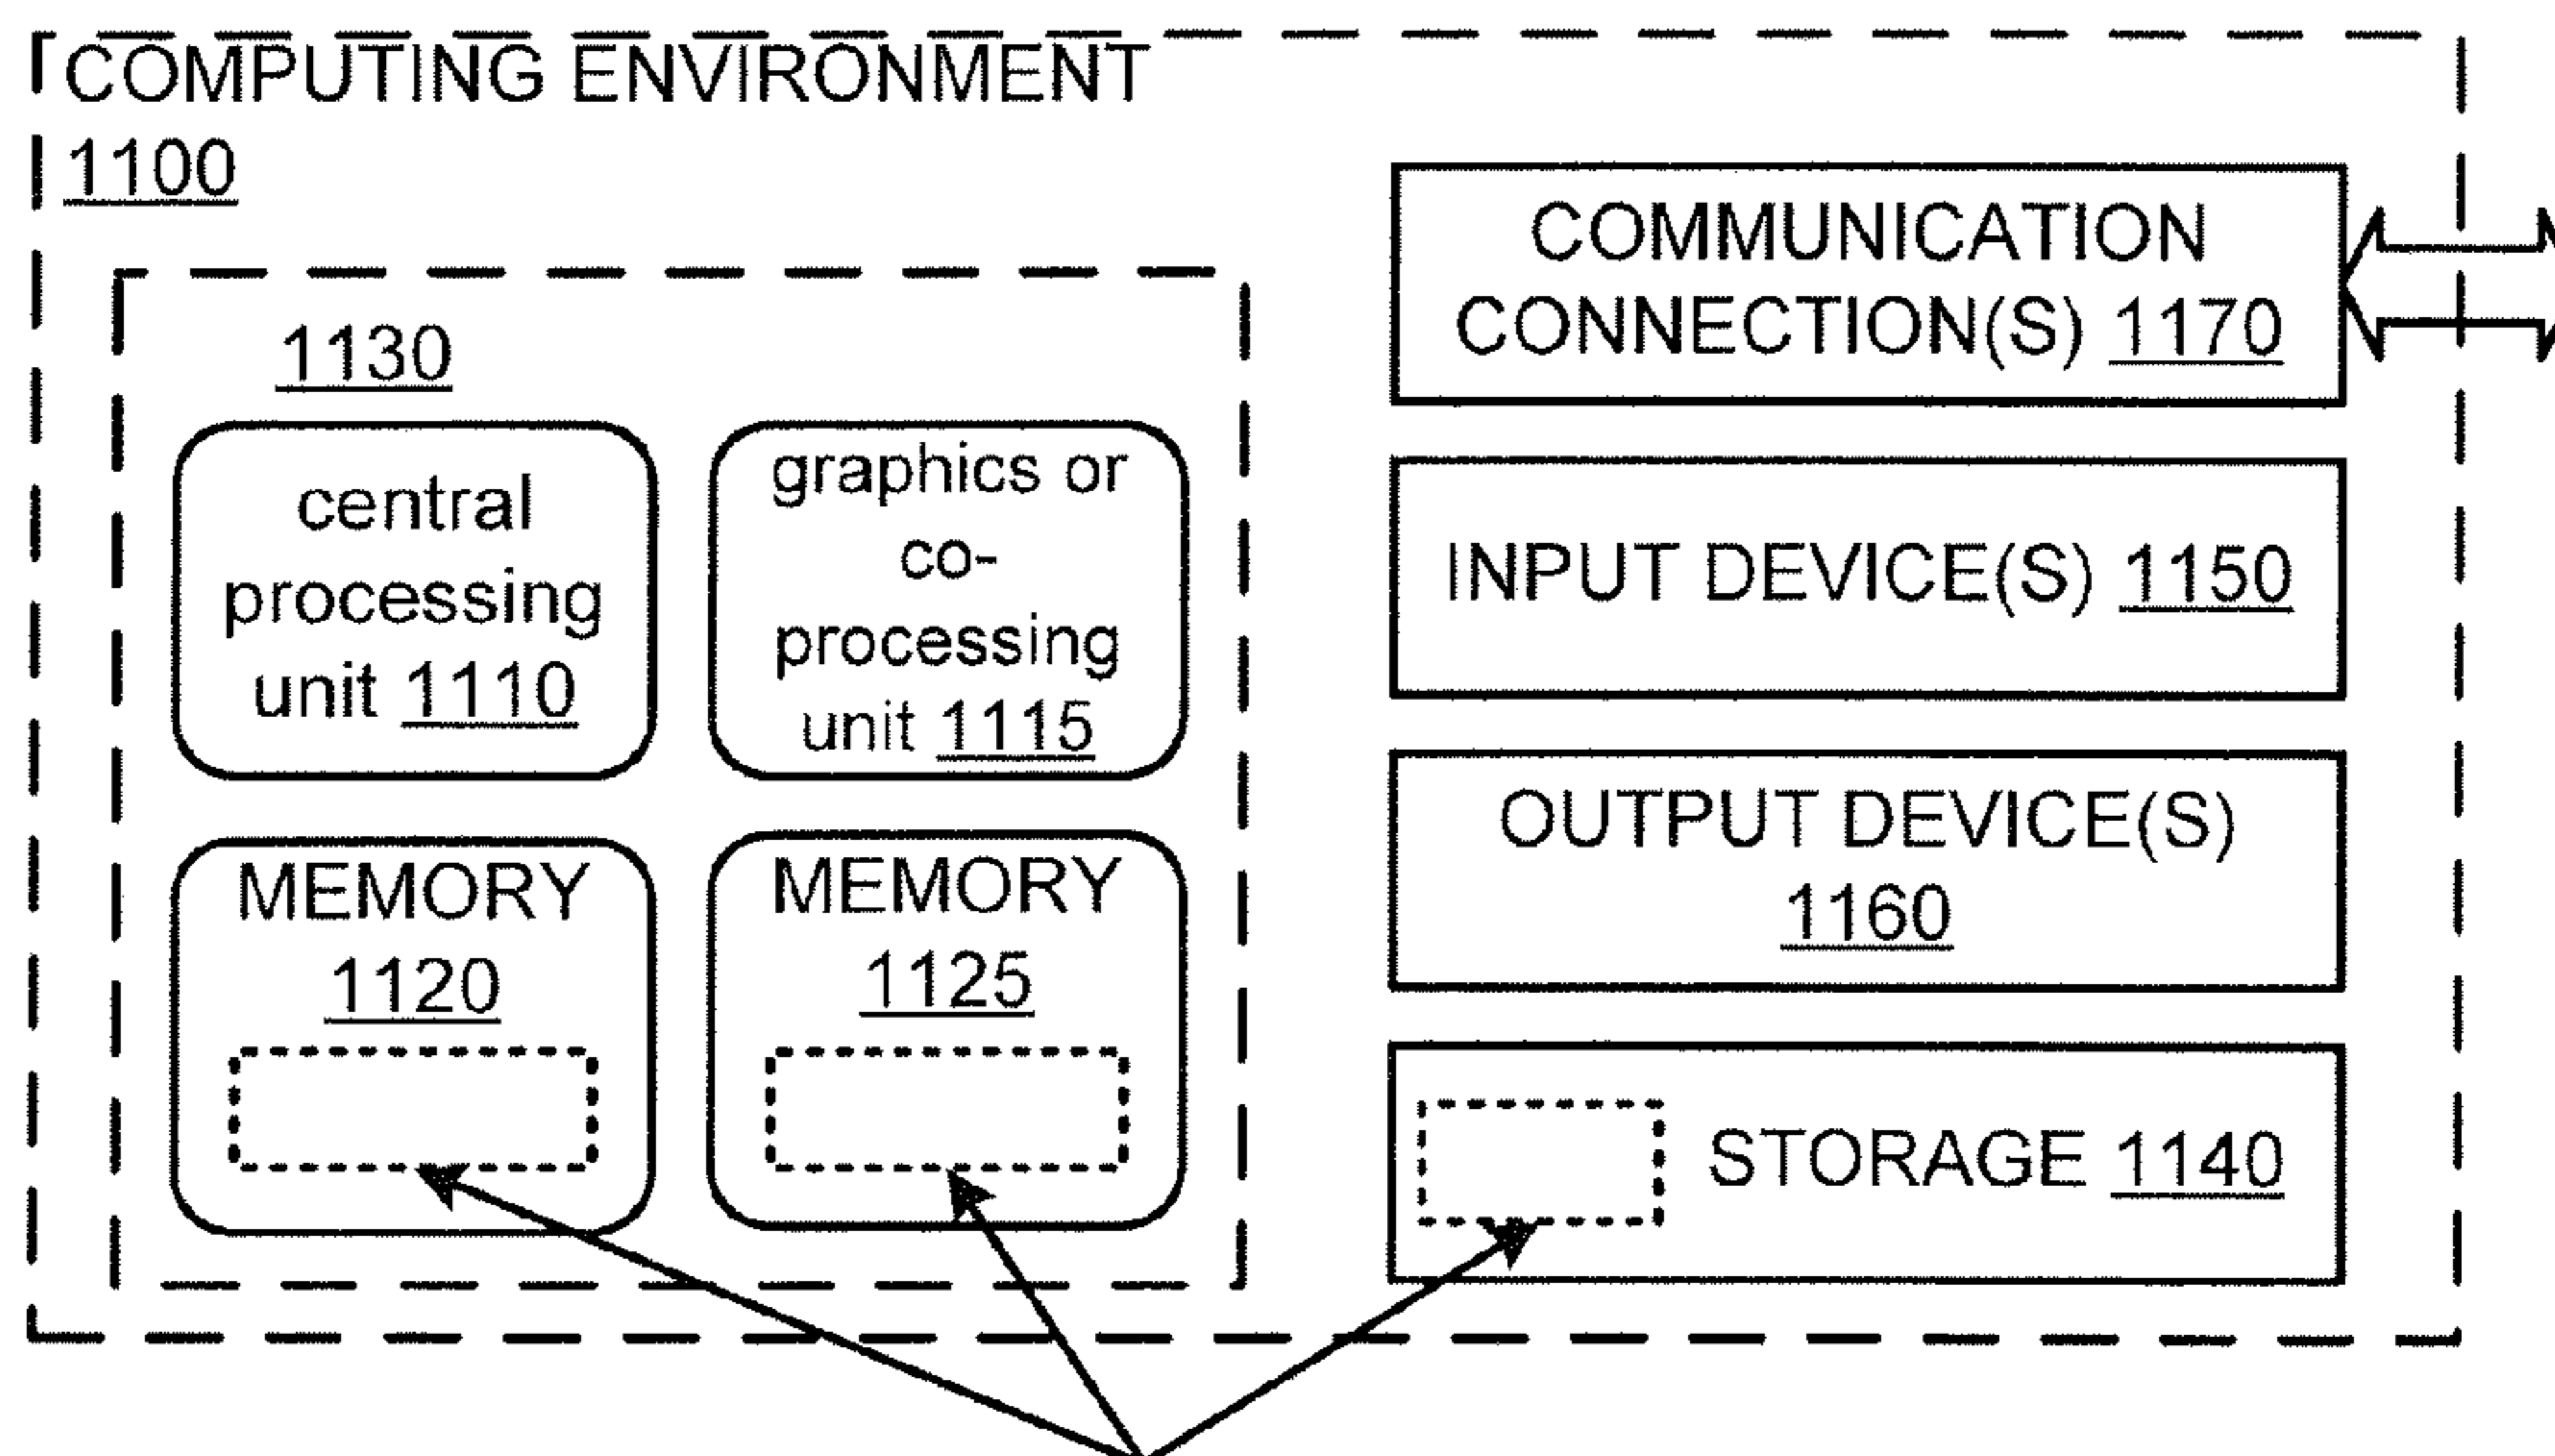 COMPUTING ENVIRONMENT
1100
1130
central
processing
unit 1110
graphics or
co-
processing
unit 1115
MEMORY
1120
MEMORY
1125
COMMUNICATION
CONNECTION(S) 1170
INPUT DEVICE(S) 1150
OUTPUT DEVICE(S)
1160
STORAGE 1140